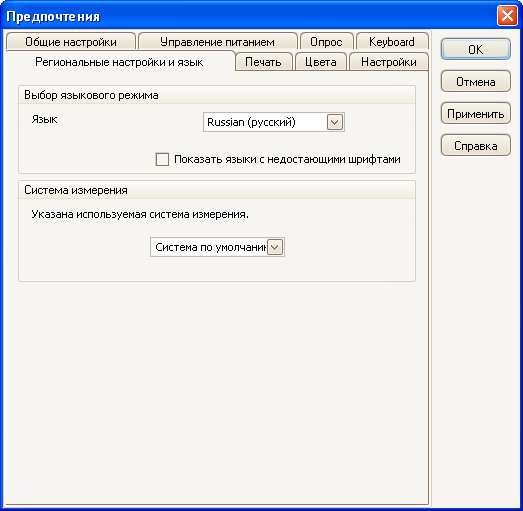 Предпочтения
Общие настройки
Управление питанием
Опрос
Keyboard
Региональные настройки и язык
Печать
Цвета
Настройки
OK
Отмена
Применить
Справка
Выбор языкового режима
Язык
Russian (русский)
Показать языки с недостающими шрифтами
Система измерения
Указана используемая система измерения.
Система по умолчани